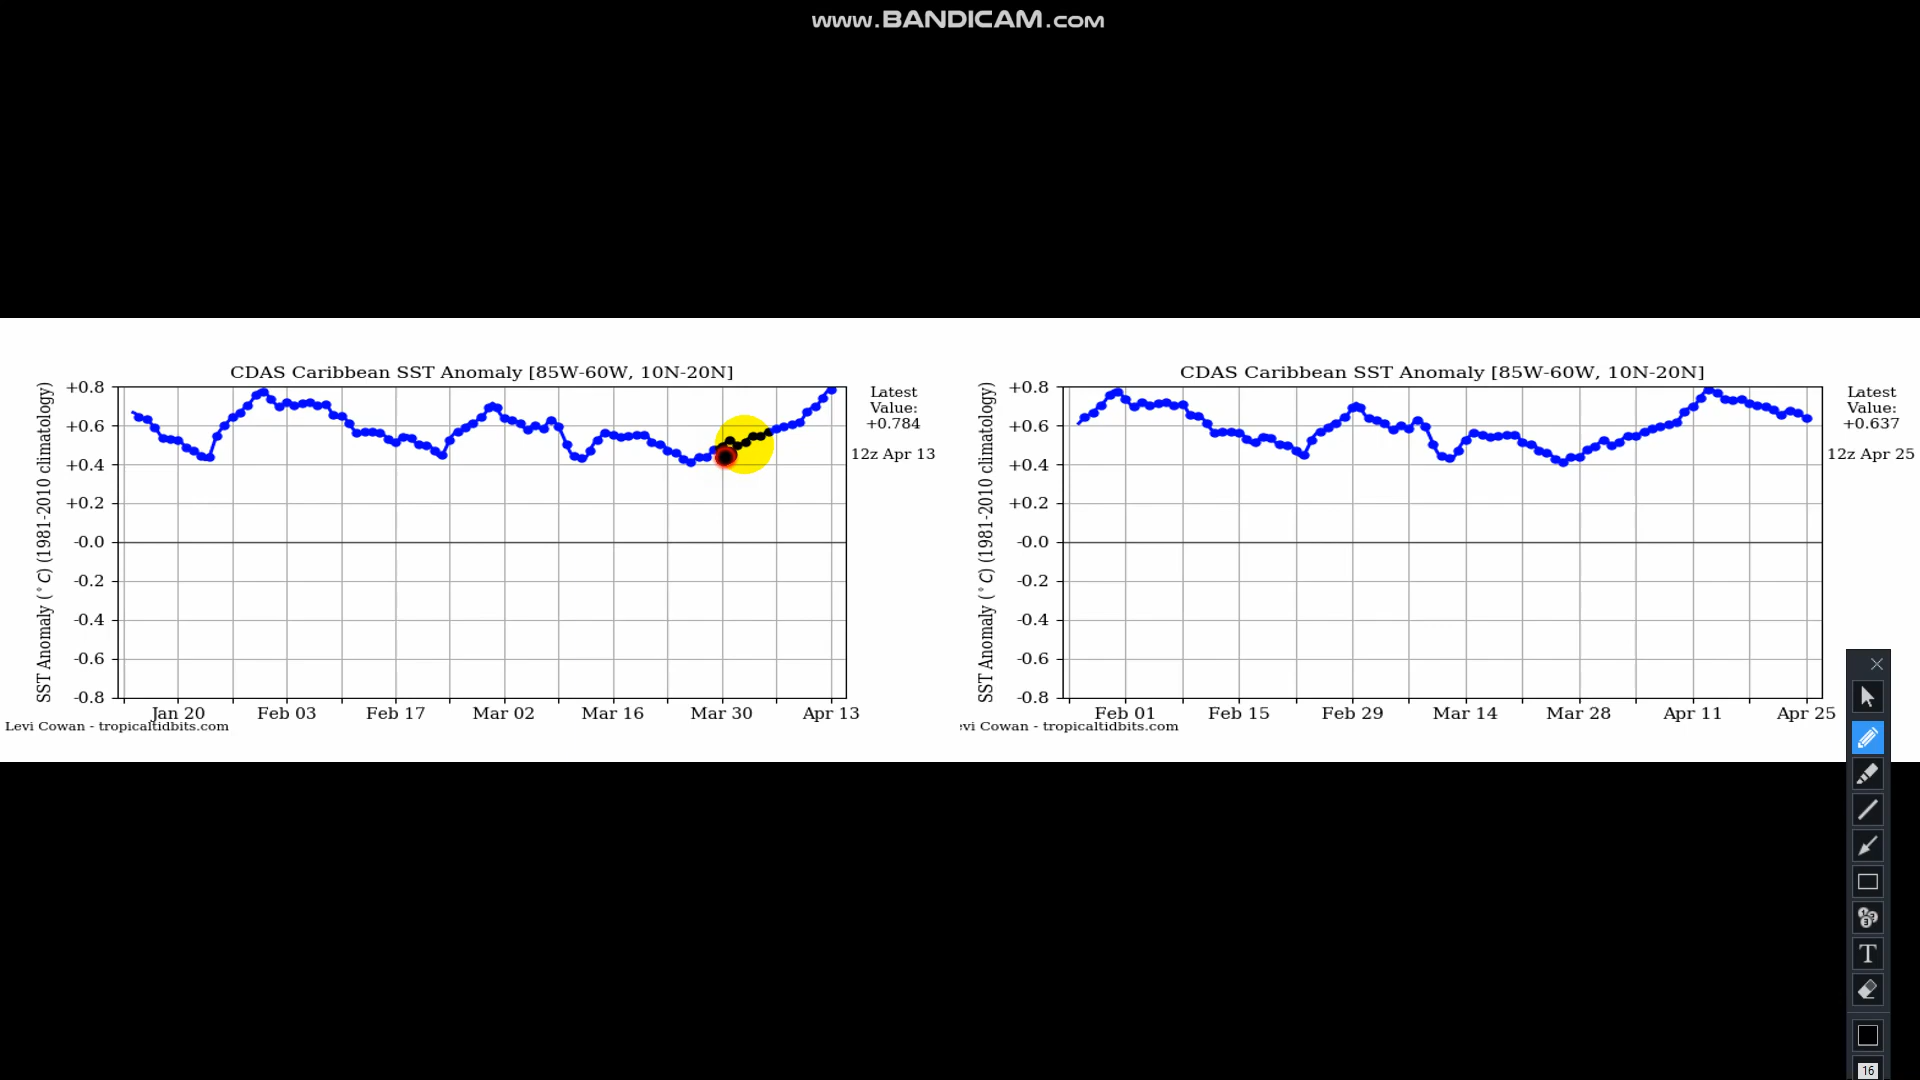 www.BANDICAM.com
CDAS Caribbean SST Anomaly [85W-60W, 10N-20N]
SST Anomaly (°C) (1981-2010 climatology)
+0.8
+0.6
+0.4
+0.2
-0.0
-0.2
-0.4
-0.6
-0.8
Jan 20 Feb 03 Feb 17 Mar 02 Mar 16 Mar 30 Apr 13
Latest
Value:
+0.784
12z Apr 13
Levi Cowan - tropicaltidbits.com
CDAS Caribbean SST Anomaly [85W-60W, 10N-20N]
SST Anomaly (°C) (1981-2010 climatology)
+0.8
+0.6
+0.4
+0.2
-0.0
-0.2
-0.4
-0.6
-0.8
Feb 01 Feb 15 Feb 29 Mar 14 Mar 28 Apr 11 Apr 25
Latest
Value:
+0.637
12z Apr 25
evi Cowan - tropicaltidbits.com
T
16